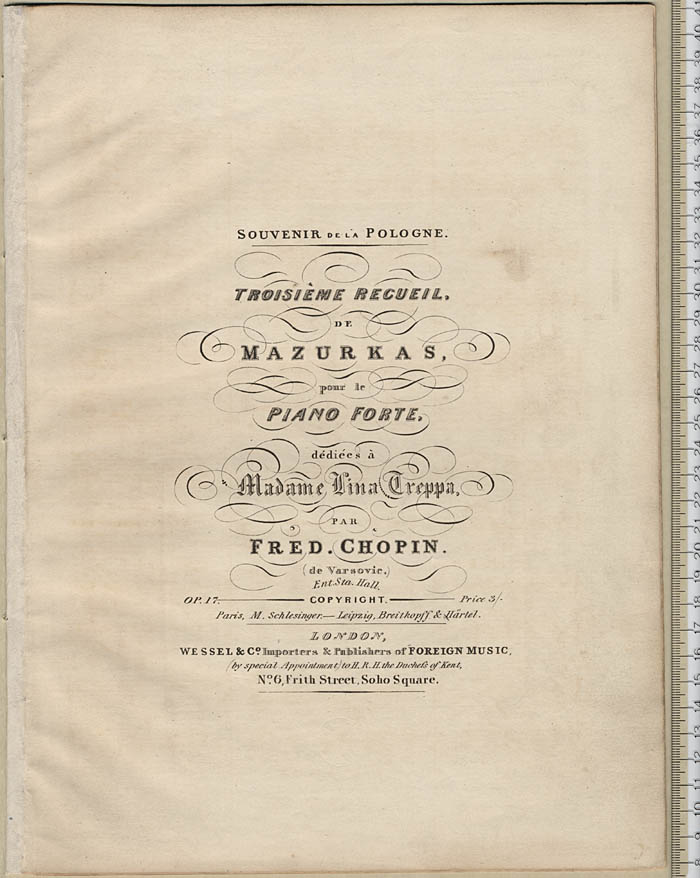 SOUVENIR DE LA POLOGNE.
TROISIÈME RECUEIL,
DE
MAZURKAS,
pour le
PIANO FORTE,
dédiées à
Madame Lina Treppa,
PAR
FRED. CHOPIN.
(de Varsovie.)
Ent. Sta. Hall.
OP. 17. COPYRIGHT. Price 3/-
Paris, M. Schlesinger.— Leipzig, Breitkopff & Härtel.
LONDON,
WESSEL & Co. Importers & Publishers of FOREIGN MUSIC,
(by special Appointment) to H. R. H. the Duchess of Kent,
No. 6, Frith Street, Soho Square.